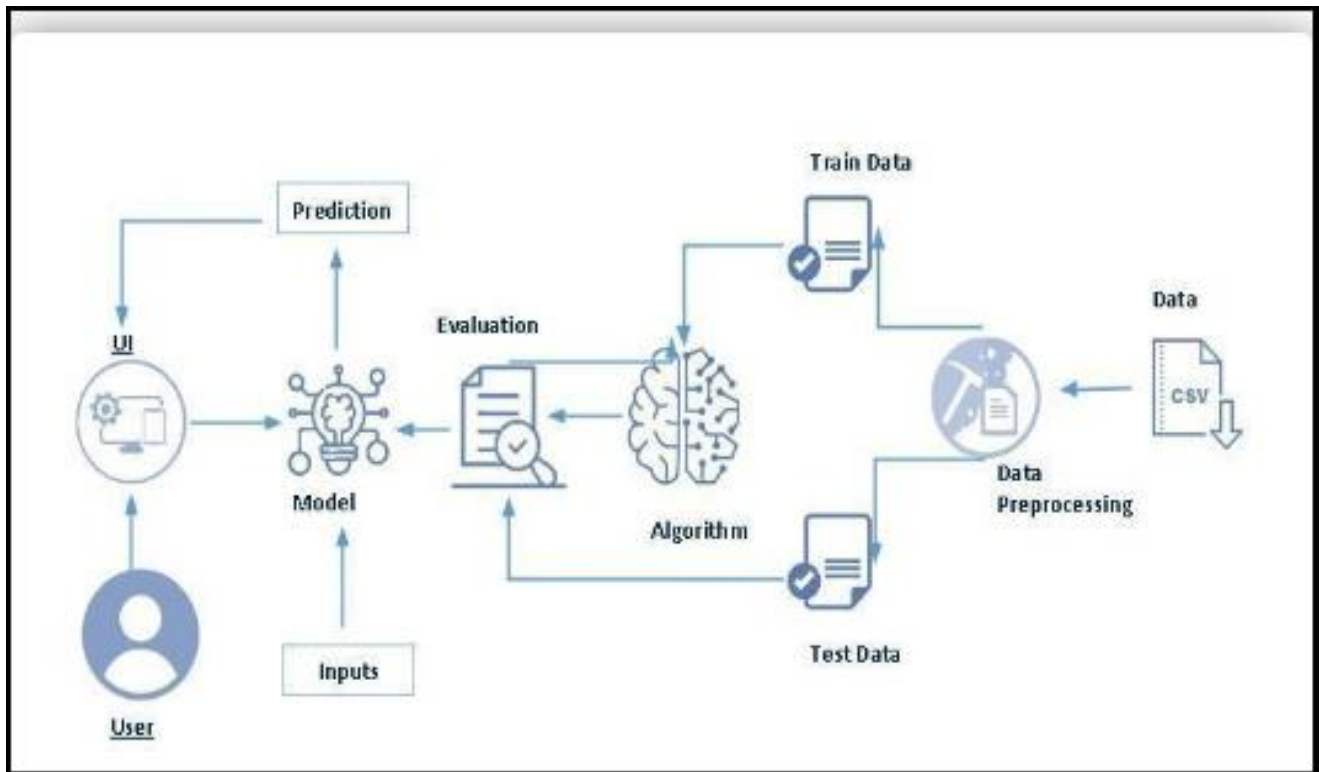 Train Data
Prediction
Data
Evaluation
UI
CSV
Data
Preprocessing
Model
Algorithm
Test Data
Inputs
User